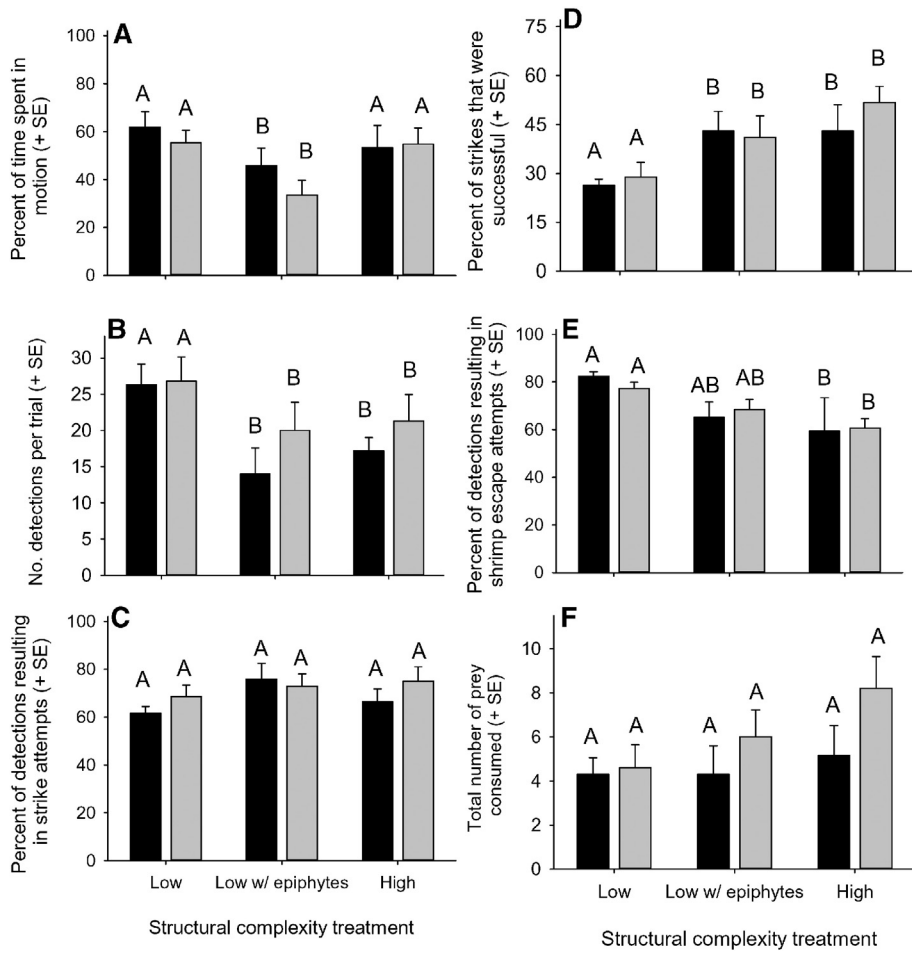 A
Percent of time spent in
motion (+ SE)
100
80
60
40
20
0
A A B B A A
B
No. detections per trial (+ SE)
30
25
20
15
10
5
0
A A B B B B
C
Percent of detections resulting
in strike attempts (+ SE)
100
80
60
40
20
0
A A A A A A
Low Low w/ epiphytes High
Structural complexity treatment
D
Percent of strikes that were
successful (+ SE)
75
60
45
30
15
0
A A B B B B
E
Percent of detections resulting in
shrimp escape attempts (+ SE)
100
80
60
40
20
0
A A AB AB B B
F
Total number of prey
consumed (+ SE)
10
8
6
4
2
0
A A A A A A
Low Low w/ epiphytes High
Structural complexity treatment